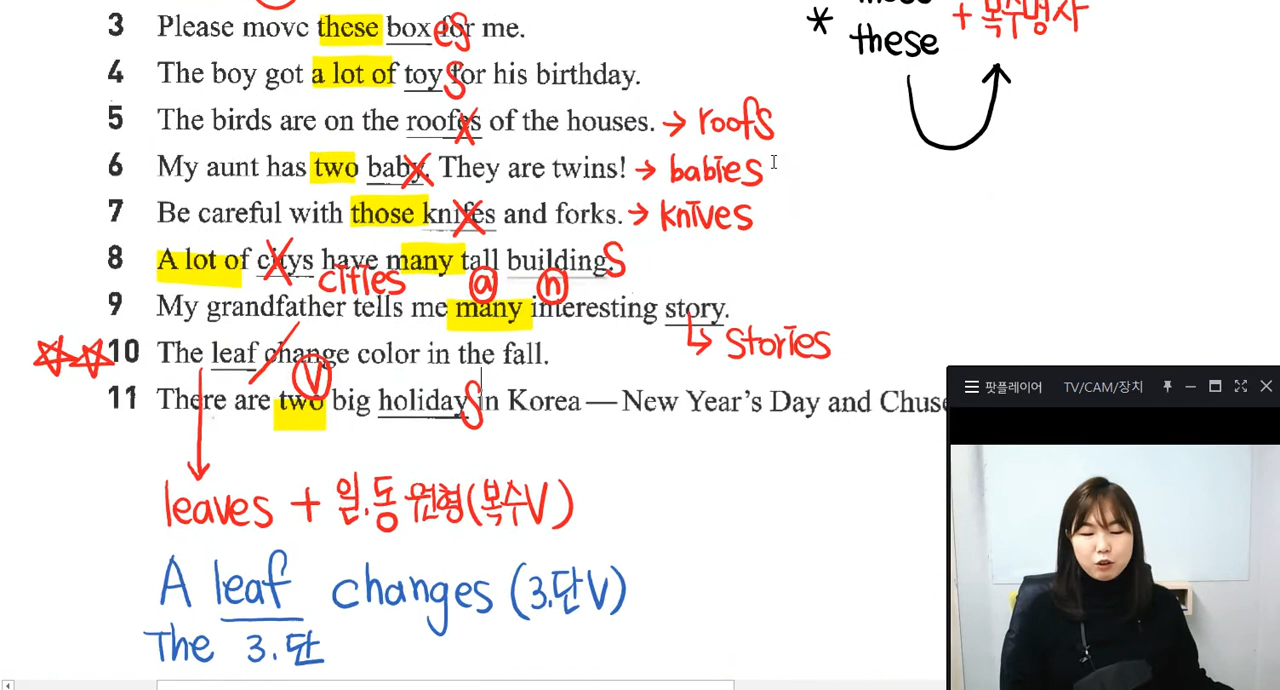 these
* these + 복수명사
3 Please move these boxes for me.
4 The boy got a lot of toys for his birthday.
5 The birds are on the roofes of the houses. → roofs
6 My aunt has two baby. They are twins! → babies
7 Be careful with those knifes and forks. → knives
8 A lot of citys have many tall buildings
cities ⓐ ⓝ
9 My grandfather tells me many interesting story.
↳ stories
☆☆10 The leaf change color in the fall.
V
11 There are two big holidays in Korea—New Year's Day and Chuse
leaves + 일.동 원형(복수V)
A leaf changes (3.단V)
The 3.단
팟플레이어 TV/CAM/장치